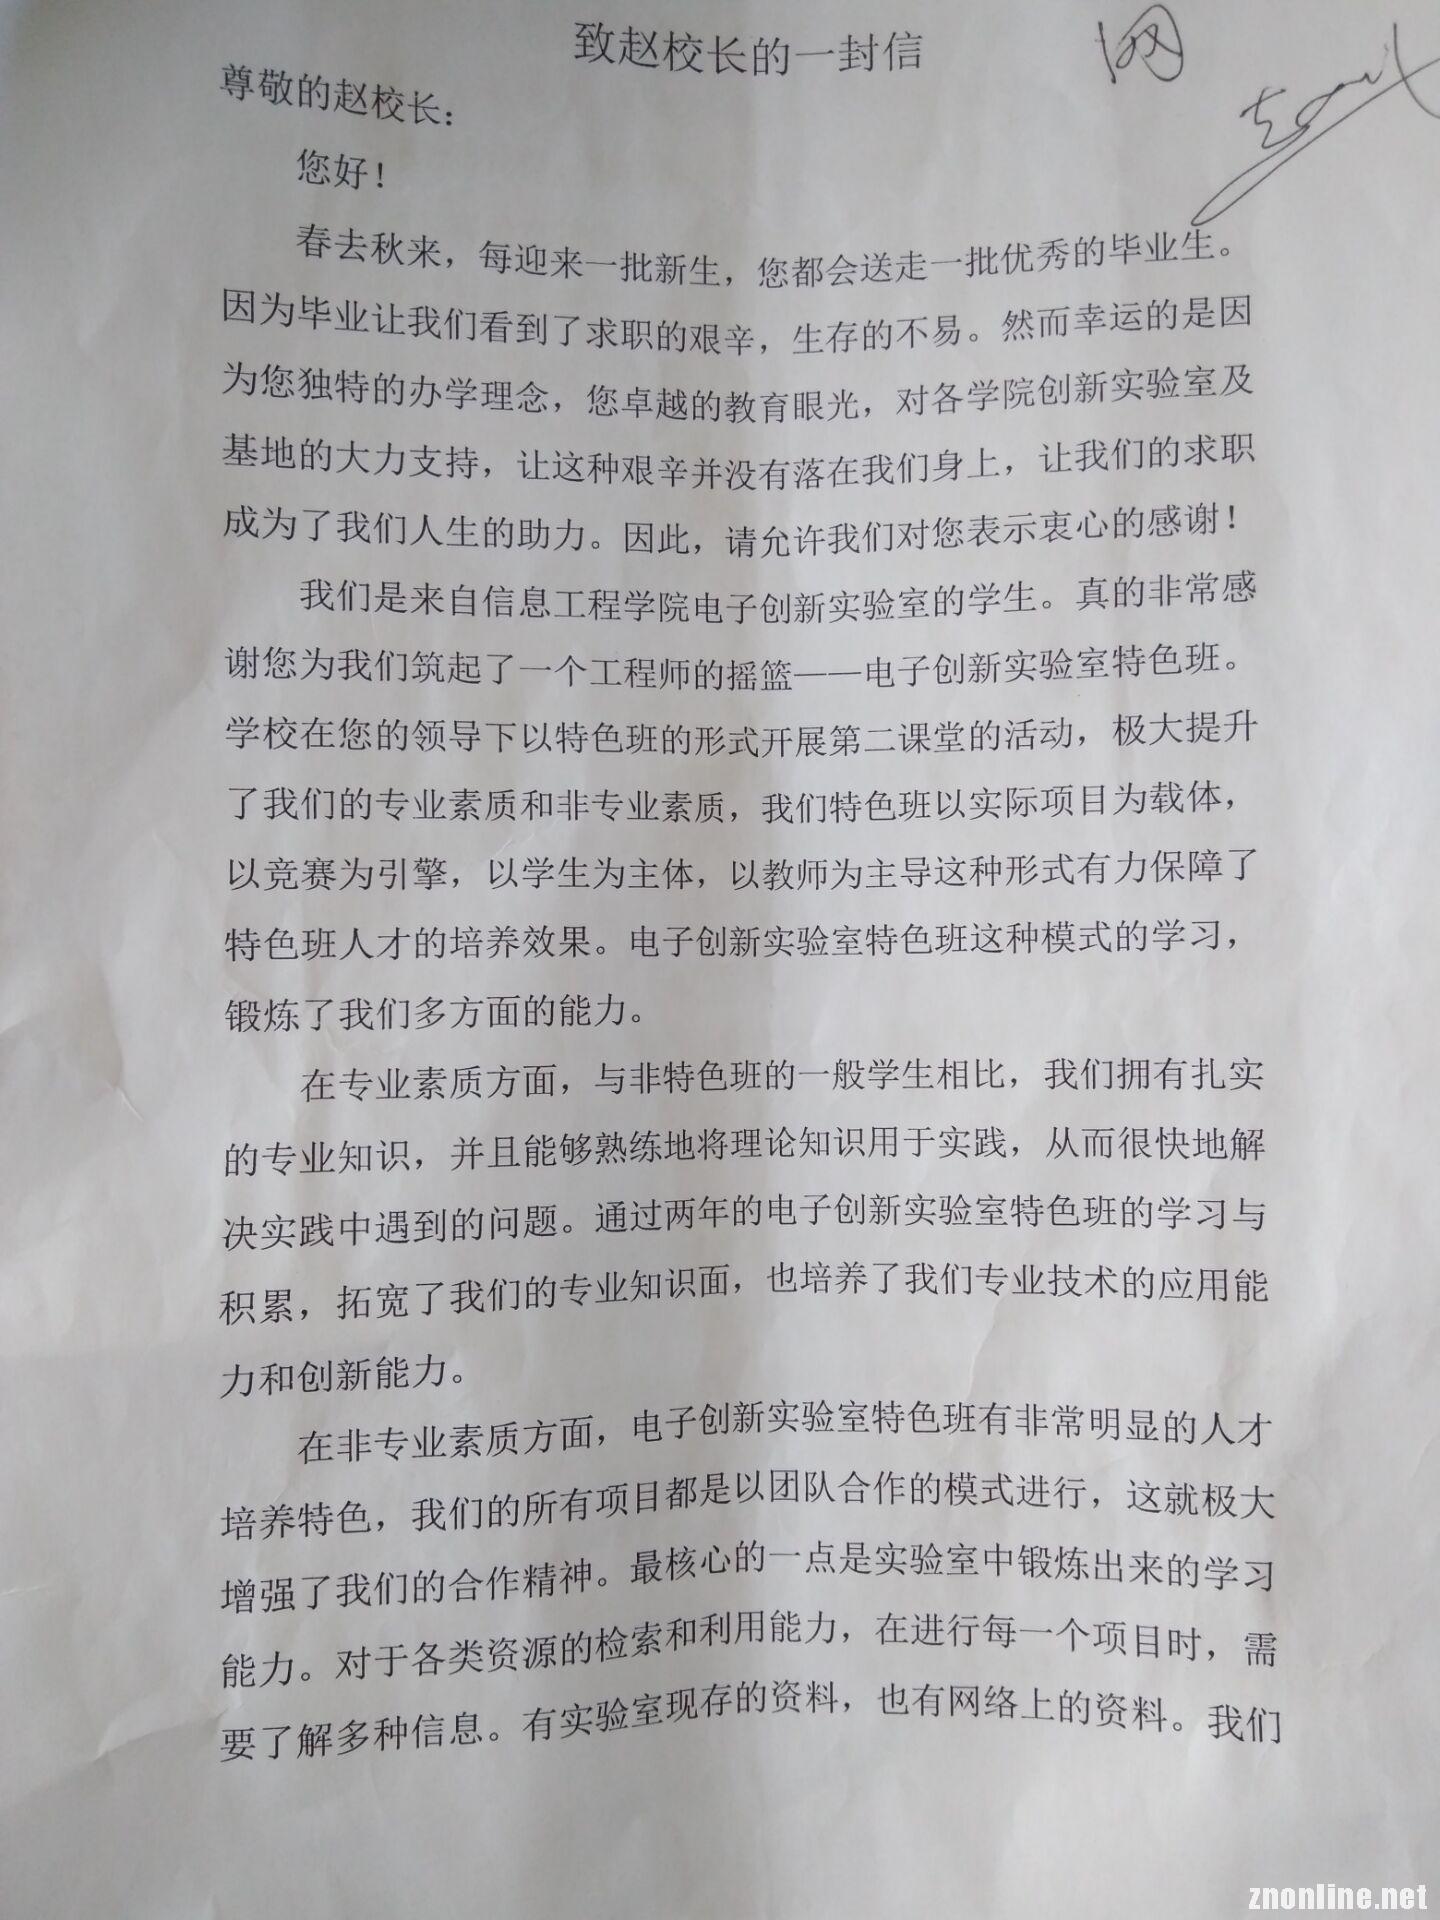 致赵校长的一封信
网
尊敬的赵校长：
您好！
春去秋来，每迎来一批新生，您都会送走一批优秀的毕业生。
因为毕业让我们看到了求职的艰辛，生存的不易。然而幸运的是因
为您独特的办学理念，您卓越的教育眼光，对各学院创新实验室及
基地的大力支持，让这种艰辛并没有落在我们身上，让我们的求职
成为了我们人生的助力。因此，请允许我们对您表示衷心的感谢！
我们是来自信息工程学院电子创新实验室的学生。真的非常感
谢您为我们筑起了一个工程师的摇篮——电子创新实验室特色班。
学校在您的领导下以特色班的形式开展第二课堂的活动，极大提升
了我们的专业素质和非专业素质，我们特色班以实际项目为载体，
以竞赛为引擎，以学生为主体，以教师为主导这种形式有力保障了
特色班人才的培养效果。电子创新实验室特色班这种模式的学习，
锻炼了我们多方面的能力。
在专业素质方面，与非特色班的一般学生相比，我们拥有扎实
的专业知识，并且能够熟练地将理论知识用于实践，从而很快地解
决实践中遇到的问题。通过两年的电子创新实验室特色班的学习与
积累，拓宽了我们的专业知识面，也培养了我们专业技术的应用能
力和创新能力。
在非专业素质方面，电子创新实验室特色班有非常明显的人才
培养特色，我们的所有项目都是以团队合作的模式进行，这就极大
增强了我们的合作精神。最核心的一点是实验室中锻炼出来的学习
能力。对于各类资源的检索和利用能力，在进行每一个项目时，需
要了解多种信息。有实验室现存的资料，也有网络上的资料。我们
znonline.net